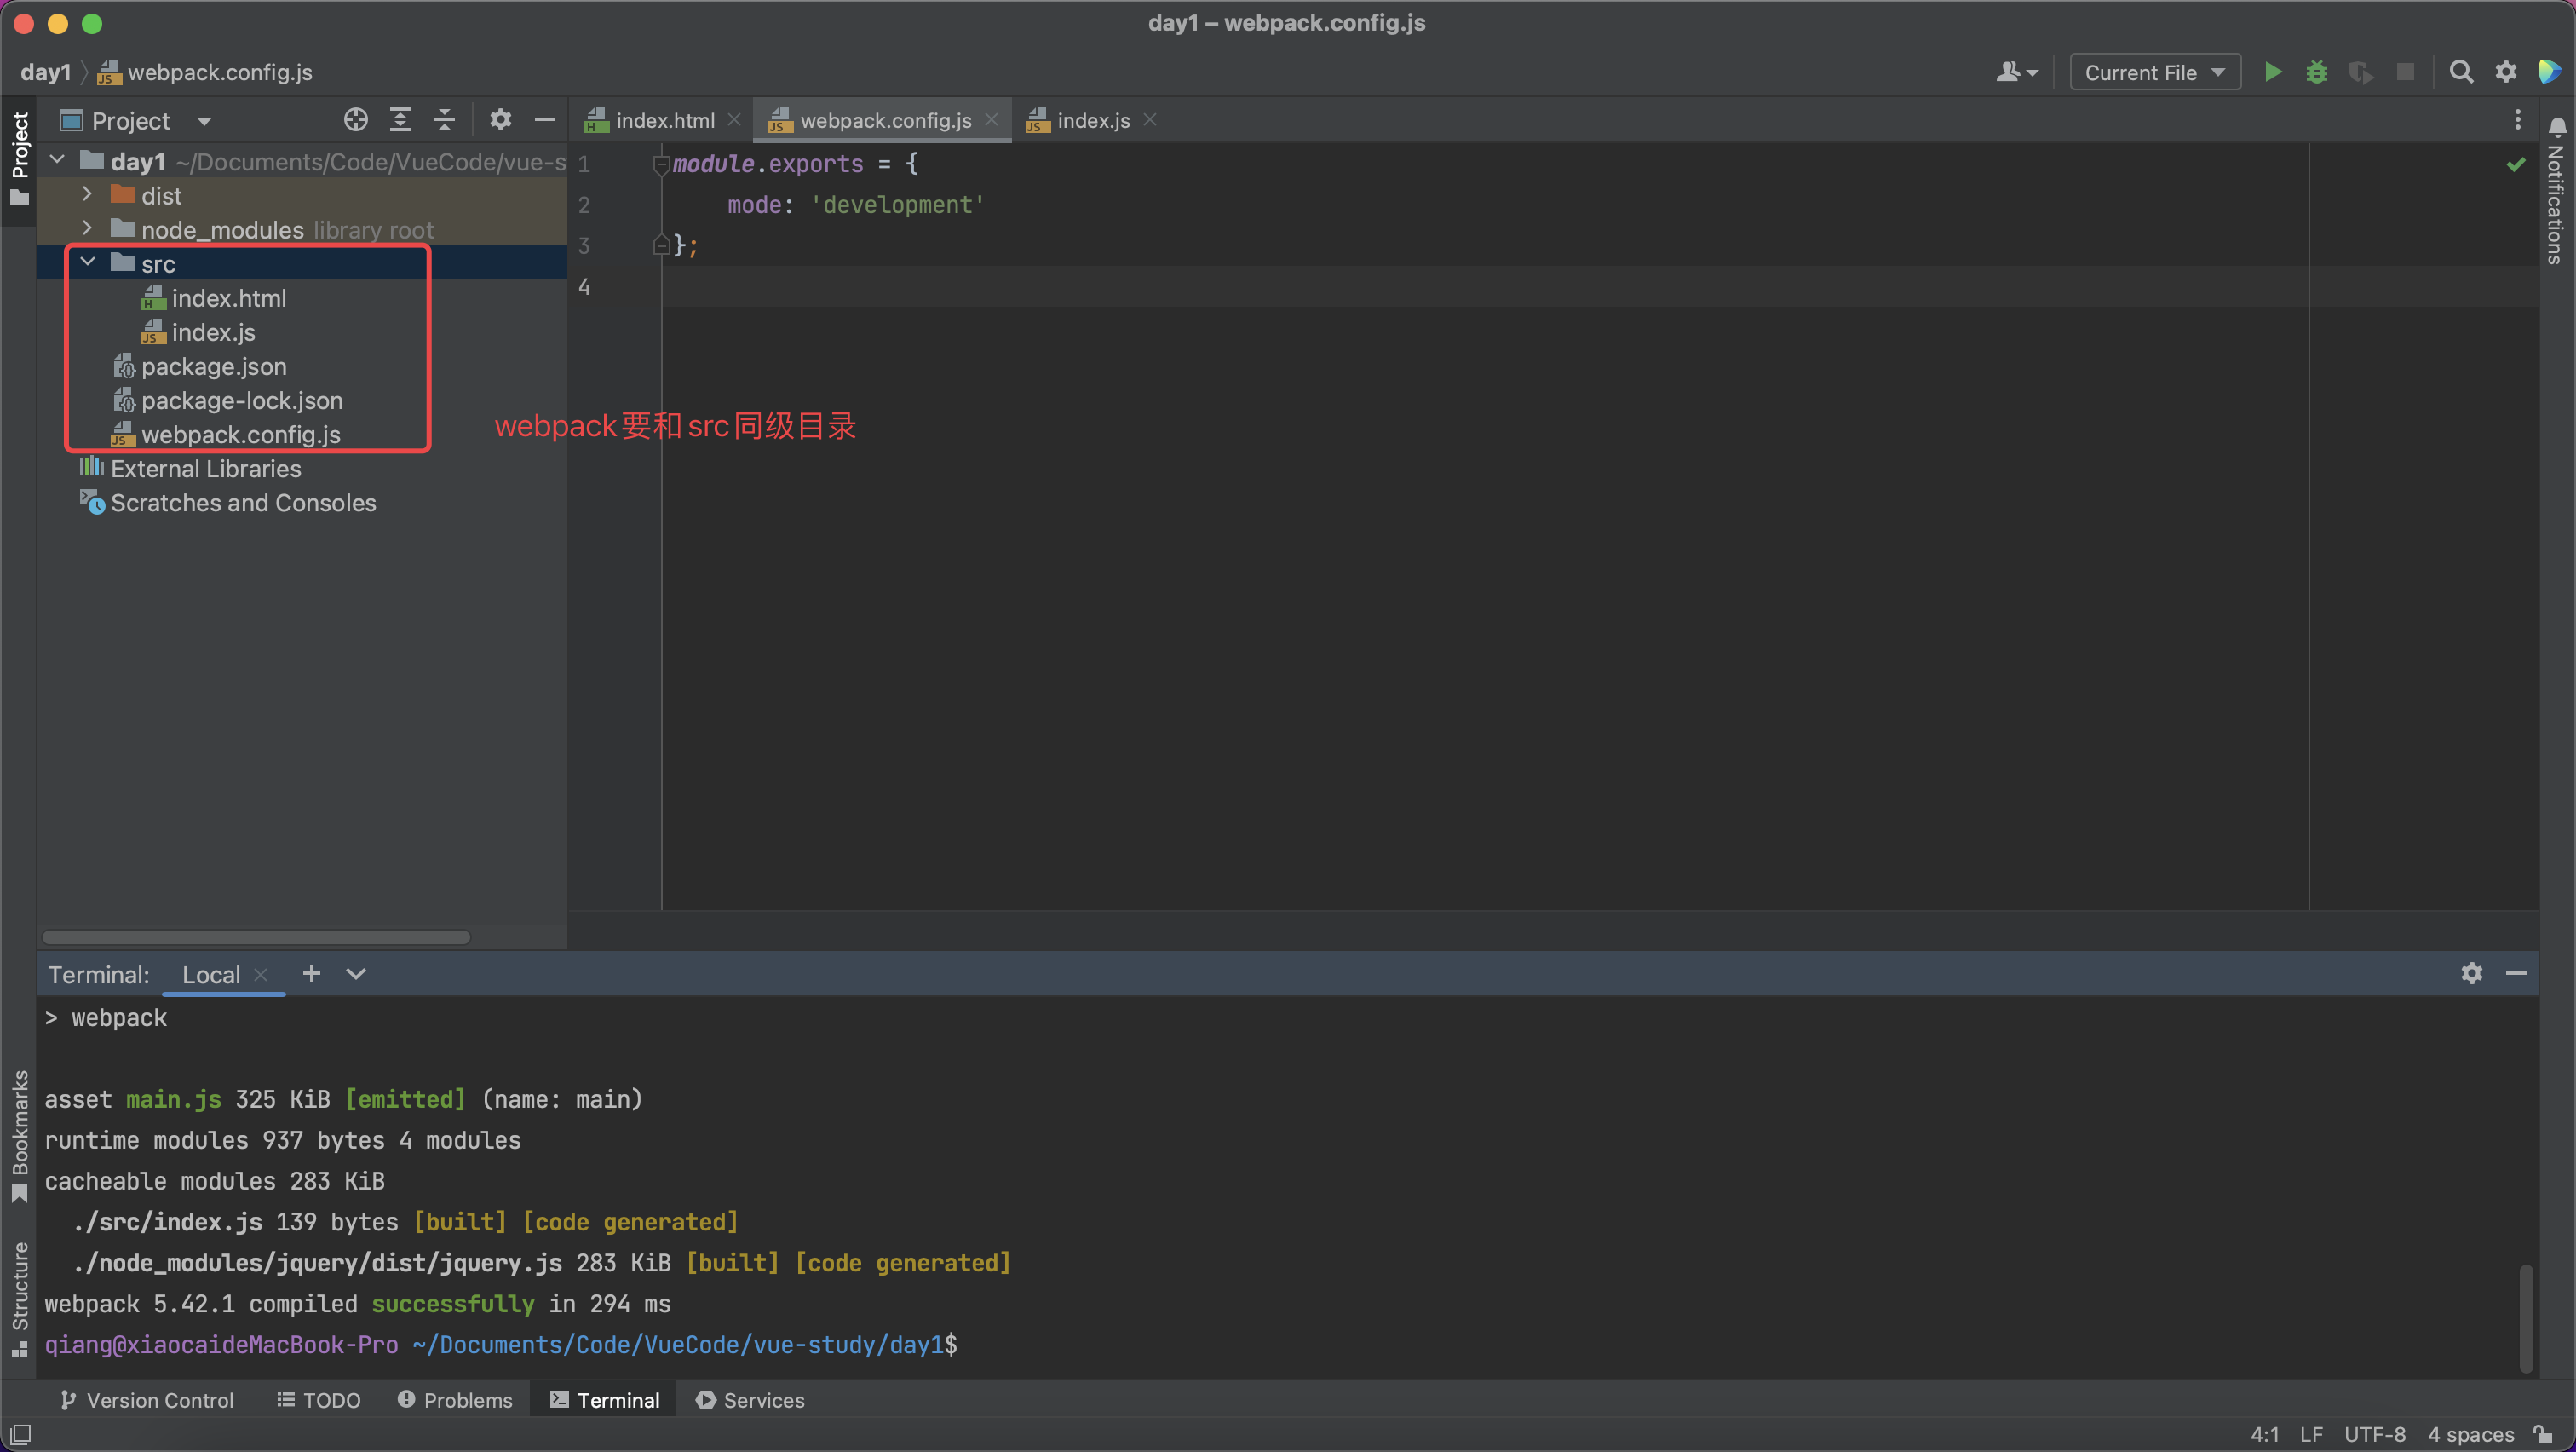 day1 – webpack.config.js
day1 webpack.config.js
Current File
Project
Project
index.html
webpack.config.js
index.js
Notifications
day1 ~/Documents/Code/VueCode/vue-s
dist
node_modules library root
src
index.html
index.js
package.json
package-lock.json
webpack.config.js
External Libraries
Scratches and Consoles
1 module.exports = {
2 mode: 'development'
3 };
4
webpack要和src同级目录
Terminal: Local
> webpack
asset main.js 325 KiB [emitted] (name: main)
runtime modules 937 bytes 4 modules
cacheable modules 283 KiB
./src/index.js 139 bytes [built] [code generated]
./node_modules/jquery/dist/jquery.js 283 KiB [built] [code generated]
webpack 5.42.1 compiled successfully in 294 ms
qiang@xiaocaideMacBook-Pro ~/Documents/Code/VueCode/vue-study/day1$
Bookmarks
Structure
Version Control
TODO
Problems
Terminal
Services
4:1 LF UTF-8 4 spaces